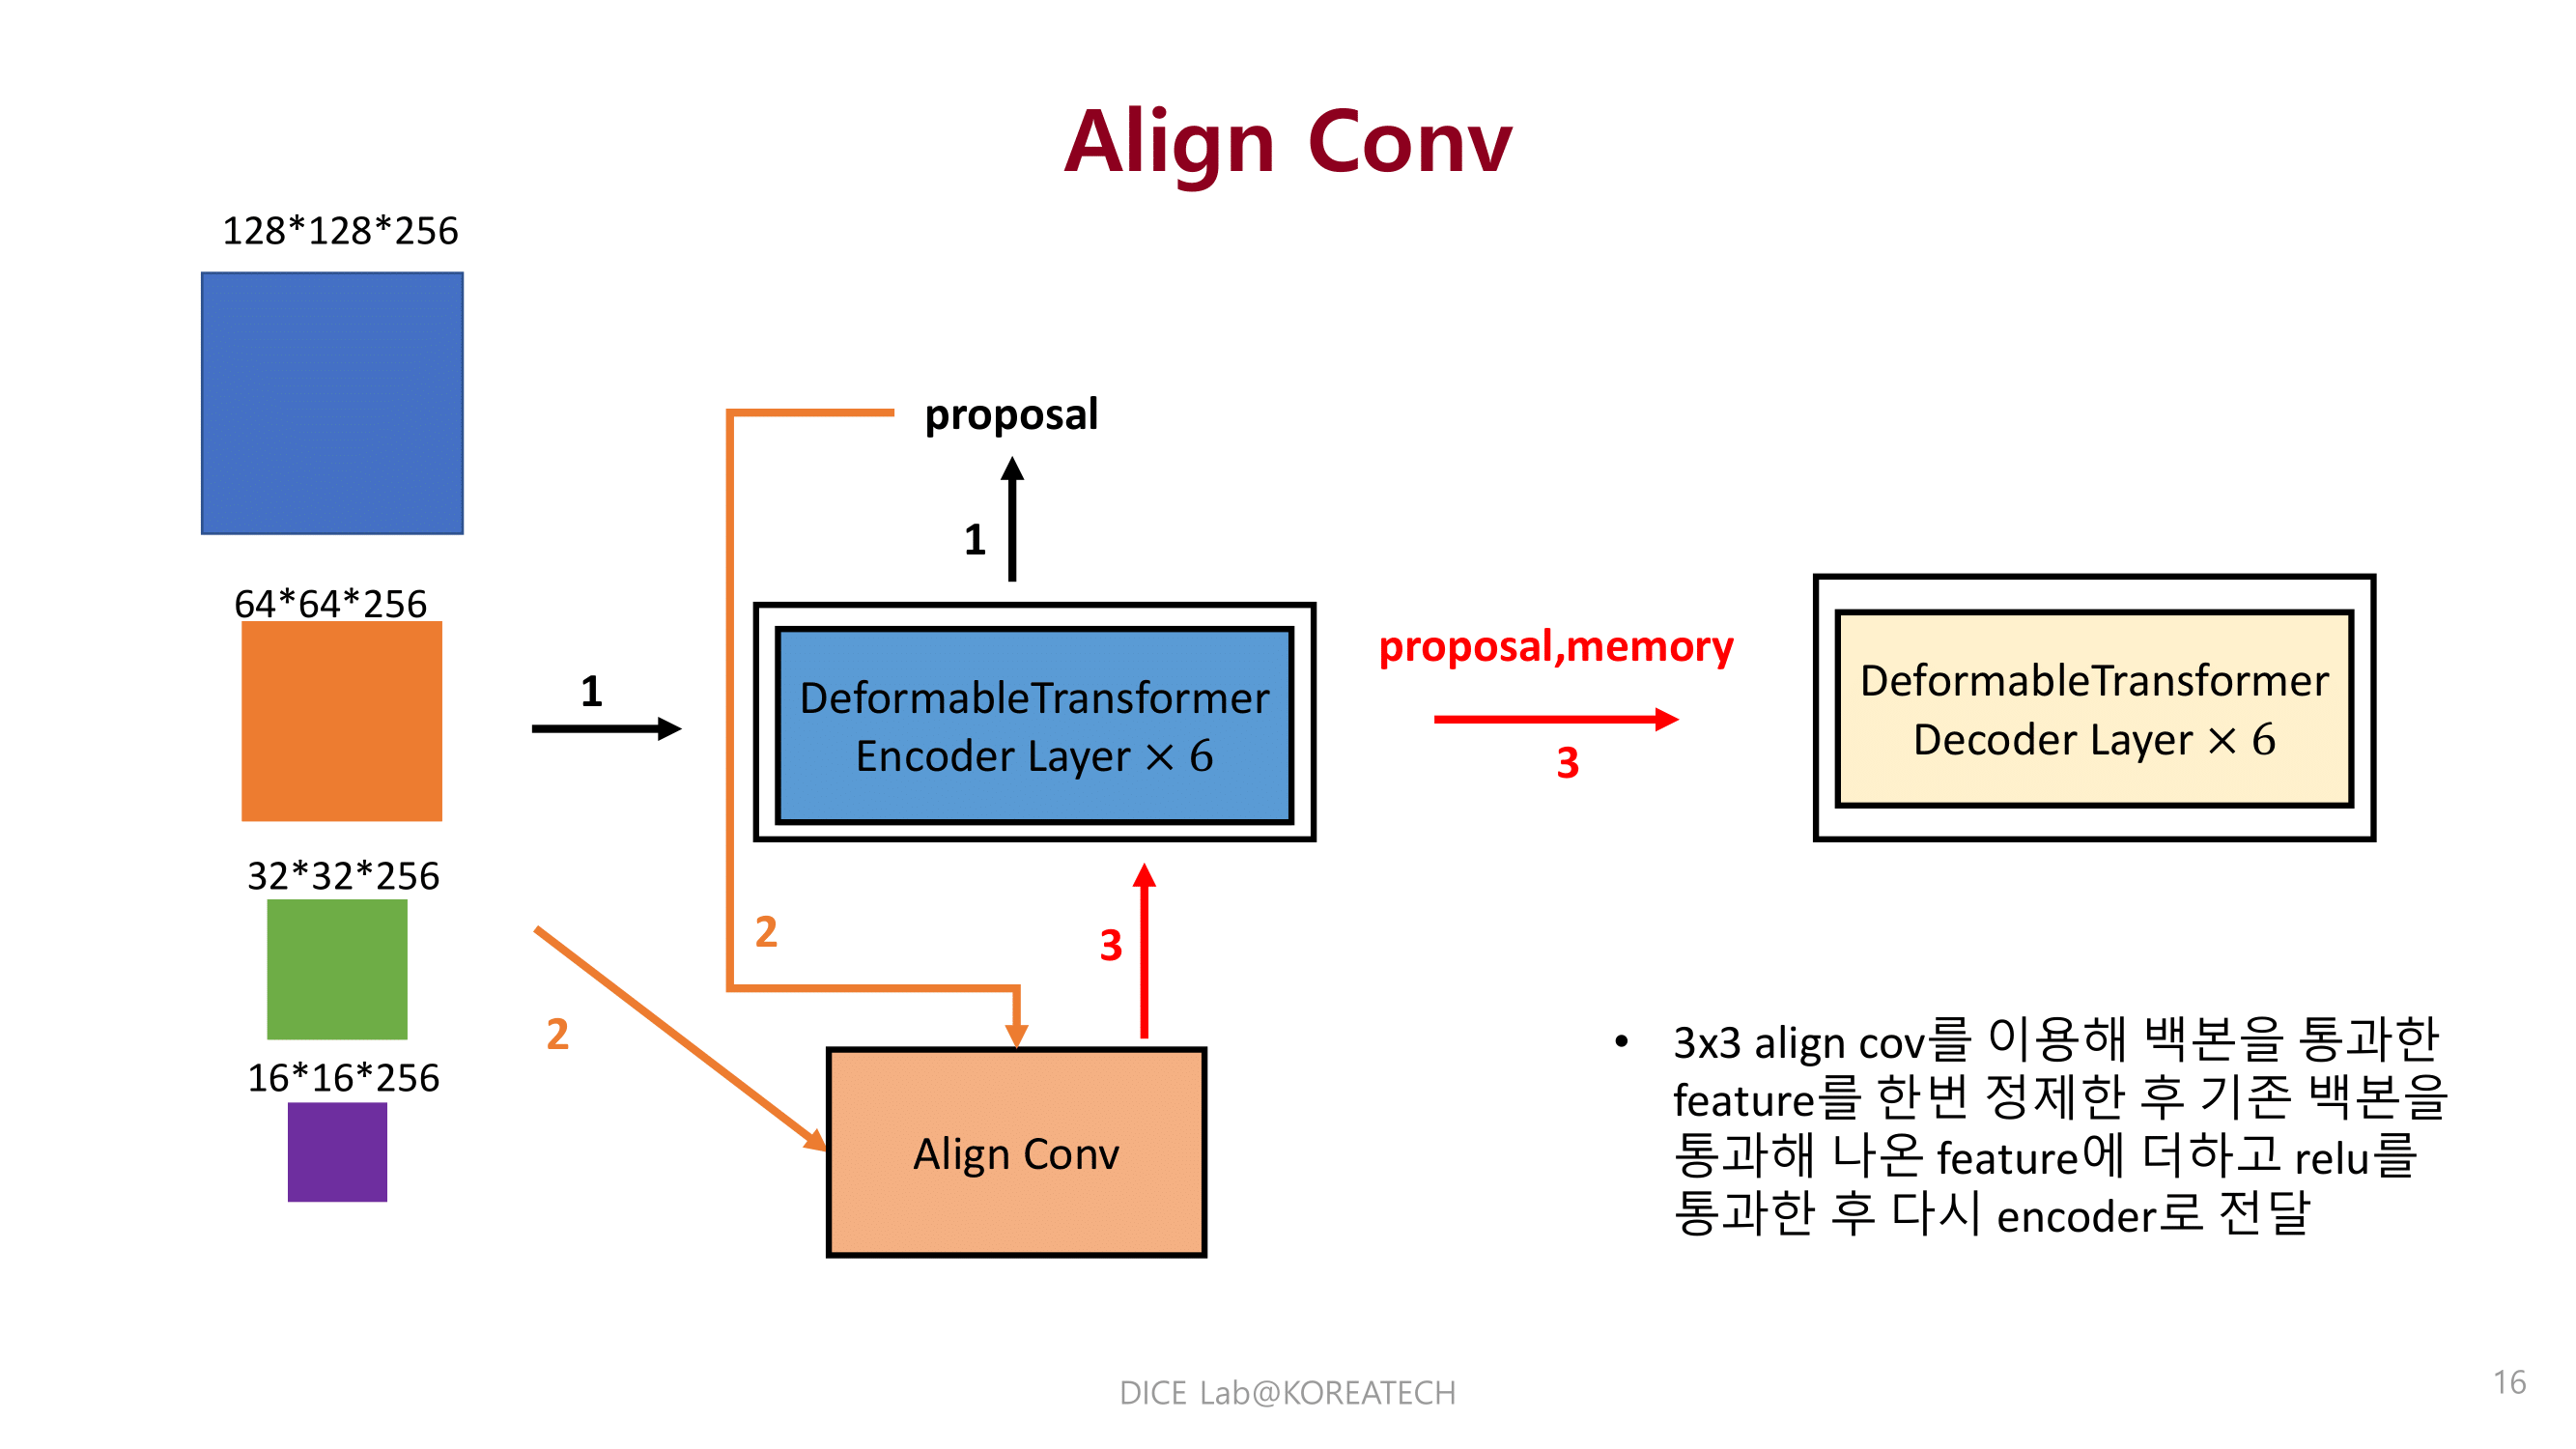 Align Conv
128*128*256
64*64*256
32*32*256
16*16*256
1
proposal
1
DeformableTransformer
Encoder Layer × 6
proposal,memory
3
DeformableTransformer
Decoder Layer × 6
2
2
3
Align Conv
• 3x3 align cov를 이용해 백본을 통과한
feature를 한번 정제한 후 기존 백본을
통과해 나온 feature에 더하고 relu를
통과한 후 다시 encoder로 전달
DICE Lab@KOREATECH
16